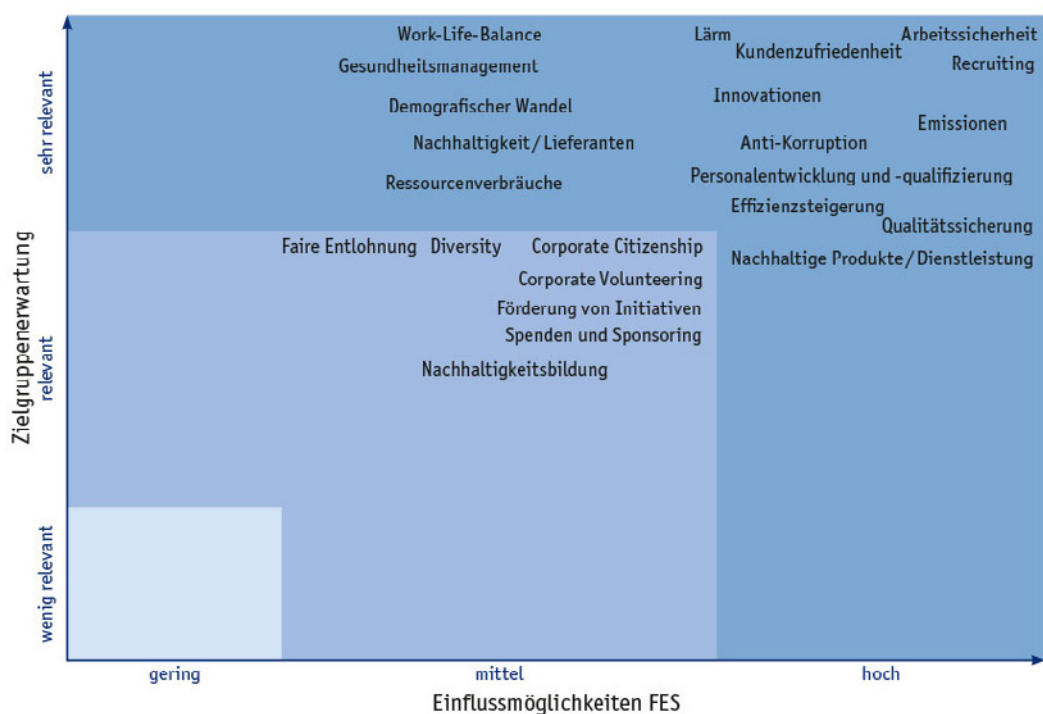 Work-Life-Balance
Lärm
Arbeitssicherheit
Kundenzufriedenheit
Gesundheitsmanagement
Recruiting
Innovationen
Demografischer Wandel
Emissionen
Nachhaltigkeit/Lieferanten
Anti-Korruption
Personalentwicklung und -qualifizierung
Ressourcenverbräuche
Effizienzsteigerung
Qualitätssicherung
Faire Entlohnung
Diversity
Corporate Citizenship
Nachhaltige Produkte/Dienstleistung
Corporate Volunteering
Förderung von Initiativen
Spenden und Sponsoring
Nachhaltigkeitsbildung
Zielgruppenerwartung
sehr relevant
relevant
wenig relevant
gering
mittel
hoch
Einflussmöglichkeiten FES